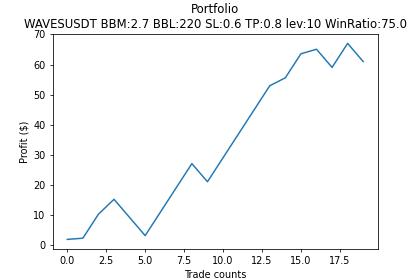 Portfolio
WAVESUSDT BBM:2.7 BBL:220 SL:0.6 TP:0.8 lev:10 WinRatio:75.0
70
60
50
40
30
20
10
0
Profit ($)
0.0 2.5 5.0 7.5 10.0 12.5 15.0 17.5
Trade counts